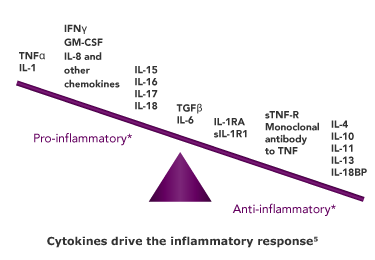 TNFα
IL-1
IFNγ
GM-CSF
IL-8 and
other
chemokines
IL-15
IL-16
IL-17
IL-18
TGFβ
IL-6
IL-1RA
sIL-1R1
sTNF-R
Monoclonal
antibody
to TNF
IL-4
IL-10
IL-11
IL-13
IL-18BP
Pro-inflammatory*
Anti-inflammatory*
Cytokines drive the inflammatory response⁵